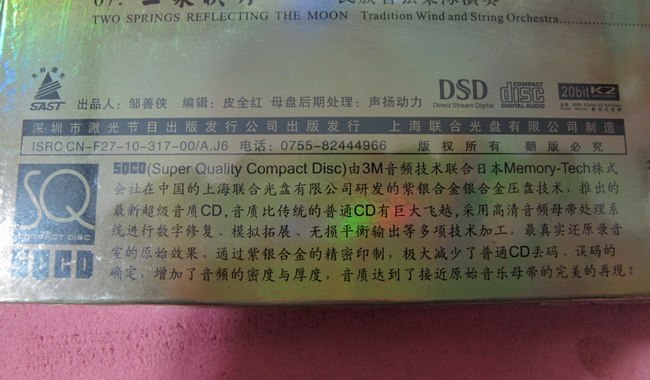 TWO SPRINGS REFLECTING THE MOON Tradition Wind and String Orchestra
先科激光
SAST
出品人：邹善侠 编辑：皮全红 母盘后期处理：声扬动力
DSD
Direct Stream Digital
COMPACT
disc
DIGITAL AUDIO
20bit K2
深圳市激光节目出版发行公司出版发行 上海联合光盘有限公司制造
ISRC CN-F27-10-317-00/A.J6 电话：0755-82444966 版权所有 翻版必究
SQ
COMPACT DISC
SQCD
SQCD(Super Quality Compact Disc)由3M音频技术联合日本Memory-Tech株式
会社在中国的上海联合光盘有限公司研发的紫银合金银合金压盘技术，推出的
最新超级音质CD,音质比传统的普通CD有巨大飞越,采用高清音频母带处理系
统进行数字修复、模拟拓展、无损平衡输出等多项技术加工，最真实还原录音
室的原始效果。通过紫银合金的精密印制，极大减少了普通CD丢码、误码的
确定，增加了音频的密度与厚度，音质达到了接近原始音乐母带的完美的再现。